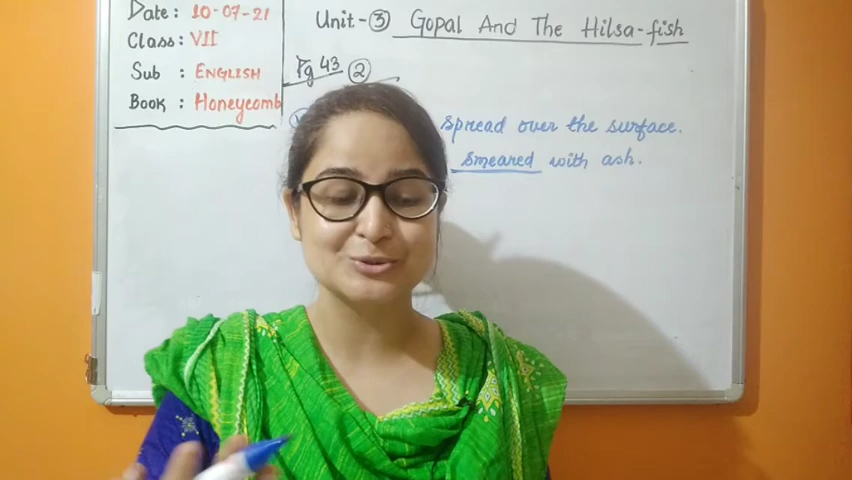 Date : 10-07-21
Class: VII
Sub : ENGLISH
Book : Honeycomb
Unit-③ Gopal And The Hilsa-fish
Pg 43 ②
spread over the surface.
smeared with ash.